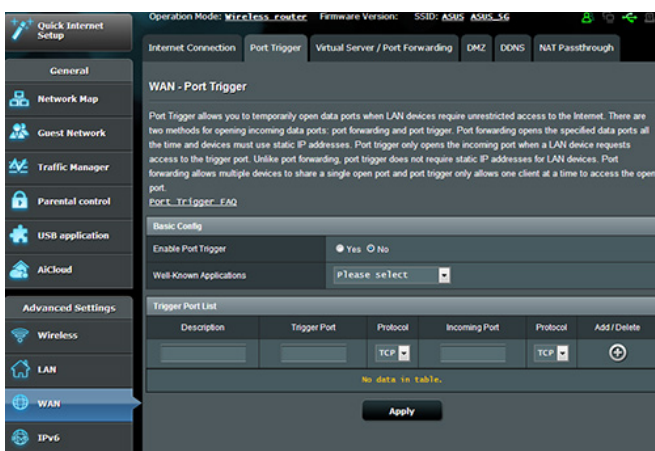 Quick Internet Setup
Operation Mode: Wireless router Firmware Version: SSID: ASUS ASUS_5G
Internet Connection Port Trigger Virtual Server / Port Forwarding DMZ DDNS NAT Passthrough
General
Network Map
Guest Network
Traffic Manager
Parental control
USB application
AiCloud
Advanced Settings
Wireless
LAN
WAN
IPv6
WAN - Port Trigger
Port Trigger allows you to temporarily open data ports when LAN devices require unrestricted access to the Internet. There are
two methods for opening incoming data ports: port forwarding and port trigger. Port forwarding opens the specified data ports all
the time and devices must use static IP addresses. Port trigger only opens the incoming port when a LAN device requests
access to the trigger port. Unlike port forwarding, port trigger does not require static IP addresses for LAN devices. Port
forwarding allows multiple devices to share a single open port and port trigger only allows one client at a time to access the open
port.
Port Trigger FAQ
Basic Config
Enable Port Trigger Yes No
Well-Known Applications Please select
Trigger Port List
Description Trigger Port Protocol Incoming Port Protocol Add / Delete
TCP TCP
No data in table.
Apply